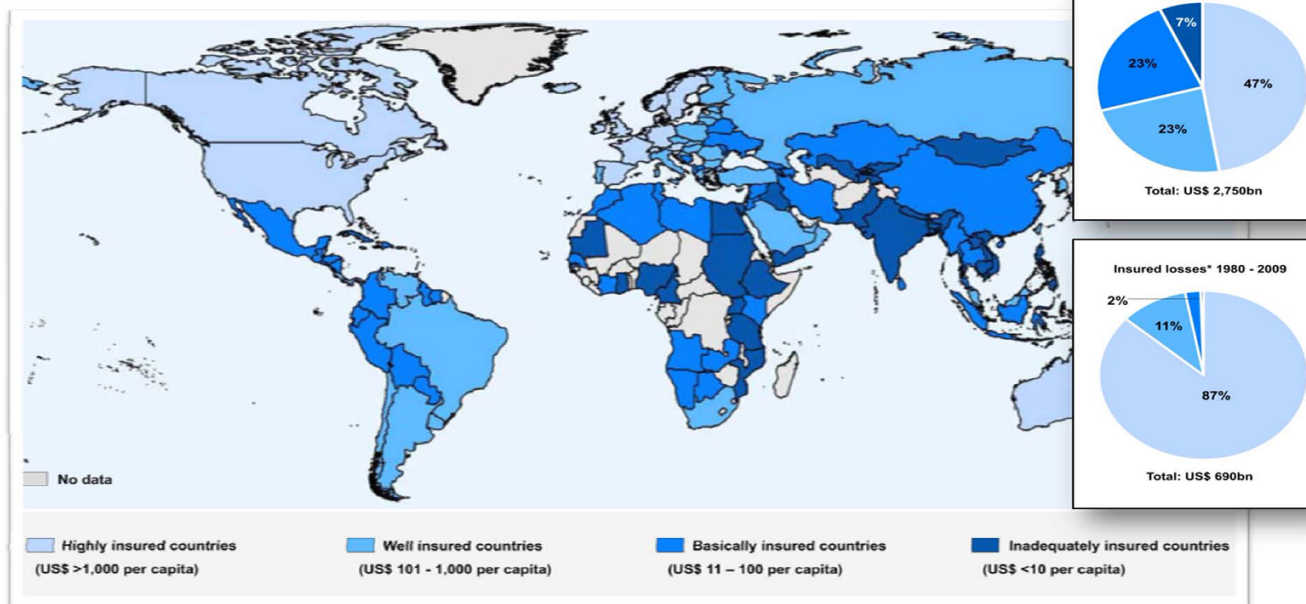 7%
23%
47%
23%
Total: US$ 2,750bn
Insured losses* 1980 - 2009
2%
11%
87%
Total: US$ 690bn
No data
Highly insured countries
(US$ >1,000 per capita)
Well insured countries
(US$ 101 - 1,000 per capita)
Basically insured countries
(US$ 11 – 100 per capita)
Inadequately insured countries
(US$ <10 per capita)